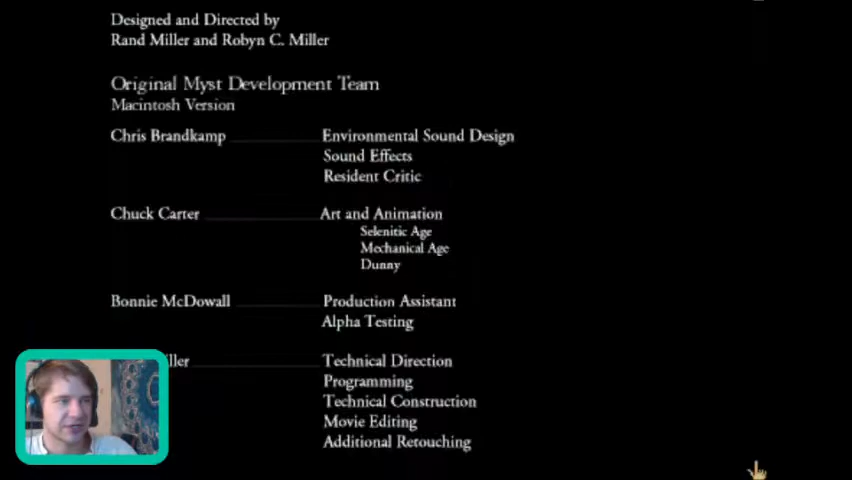 Designed and Directed by
Rand Miller and Robyn C. Miller
Original Myst Development Team
Macintosh Version
Chris Brandkamp Environmental Sound Design
Sound Effects
Resident Critic
Chuck Carter Art and Animation
Selenitic Age
Mechanical Age
Dunny
Bonnie McDowall Production Assistant
Alpha Testing
Technical Direction
Programming
Technical Construction
Movie Editing
Additional Retouching